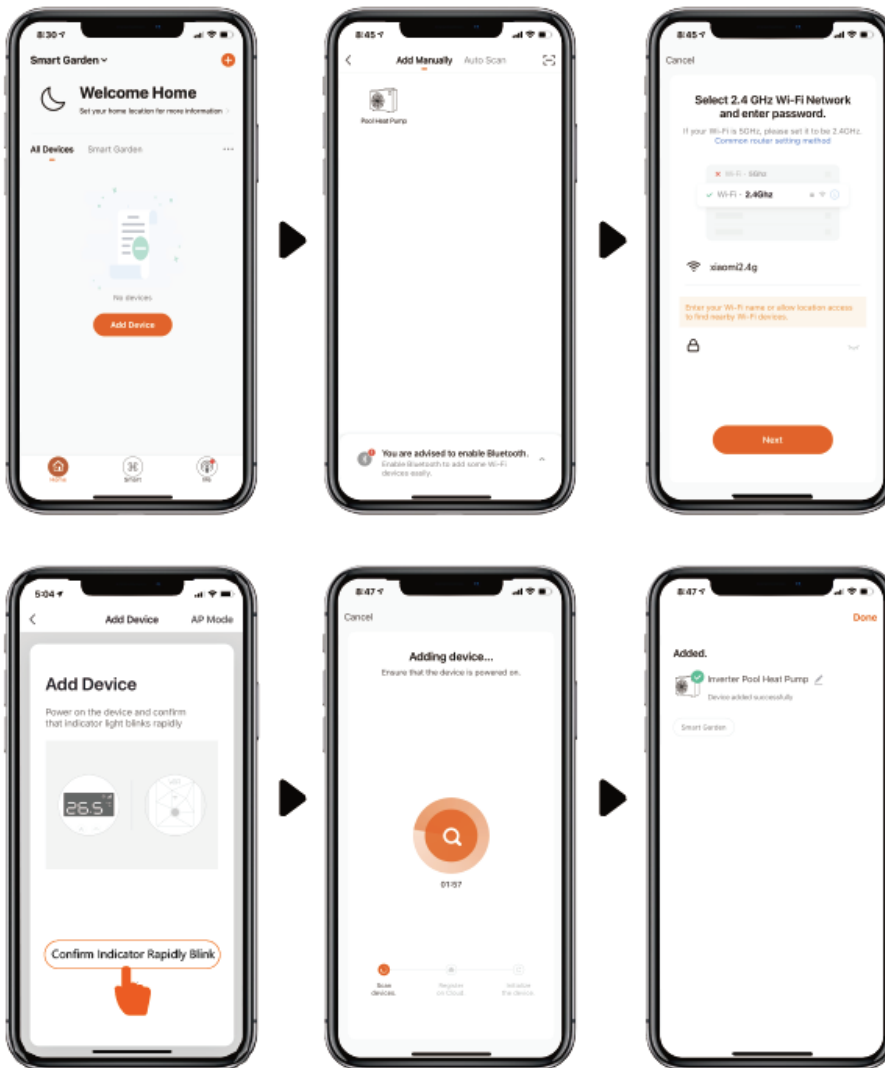 8:30
Smart Garden
Welcome Home
Set your home location for more information
All Devices Smart Garden
No devices
Add Device
Home Smart Me
8:45
Add Manually Auto Scan
Pool Heat Pump
You are advised to enable Bluetooth.
Enable Bluetooth to add some Wi-Fi
devices easily.
8:45
Cancel
Select 2.4 GHz Wi-Fi Network
and enter password.
If your Wi-Fi is 5GHz, please set it to be 2.4GHz.
Common router setting method
Wi-Fi - 5Ghz
Wi-Fi - 2.4Ghz
xiaomi2.4g
Enter your Wi-Fi name or allow location access
to find nearby Wi-Fi devices.
Next
5:04
Add Device AP Mode
Add Device
Power on the device and confirm
that indicator light blinks rapidly
26.5
Confirm Indicator Rapidly Blink
8:47
Cancel
Adding device...
Ensure that the device is powered on.
01:57
Scan
devices.
Register
on Cloud.
Initialize
the device.
8:47
Done
Added.
Inverter Pool Heat Pump
Device added successfully
Smart Garden